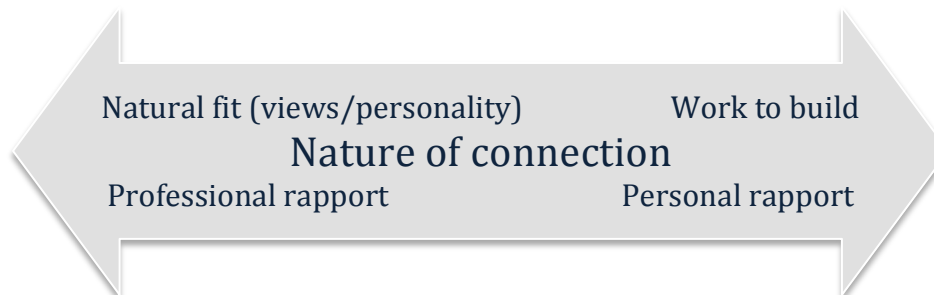 Natural fit (views/personality) Work to build
Nature of connection
Professional rapport Personal rapport